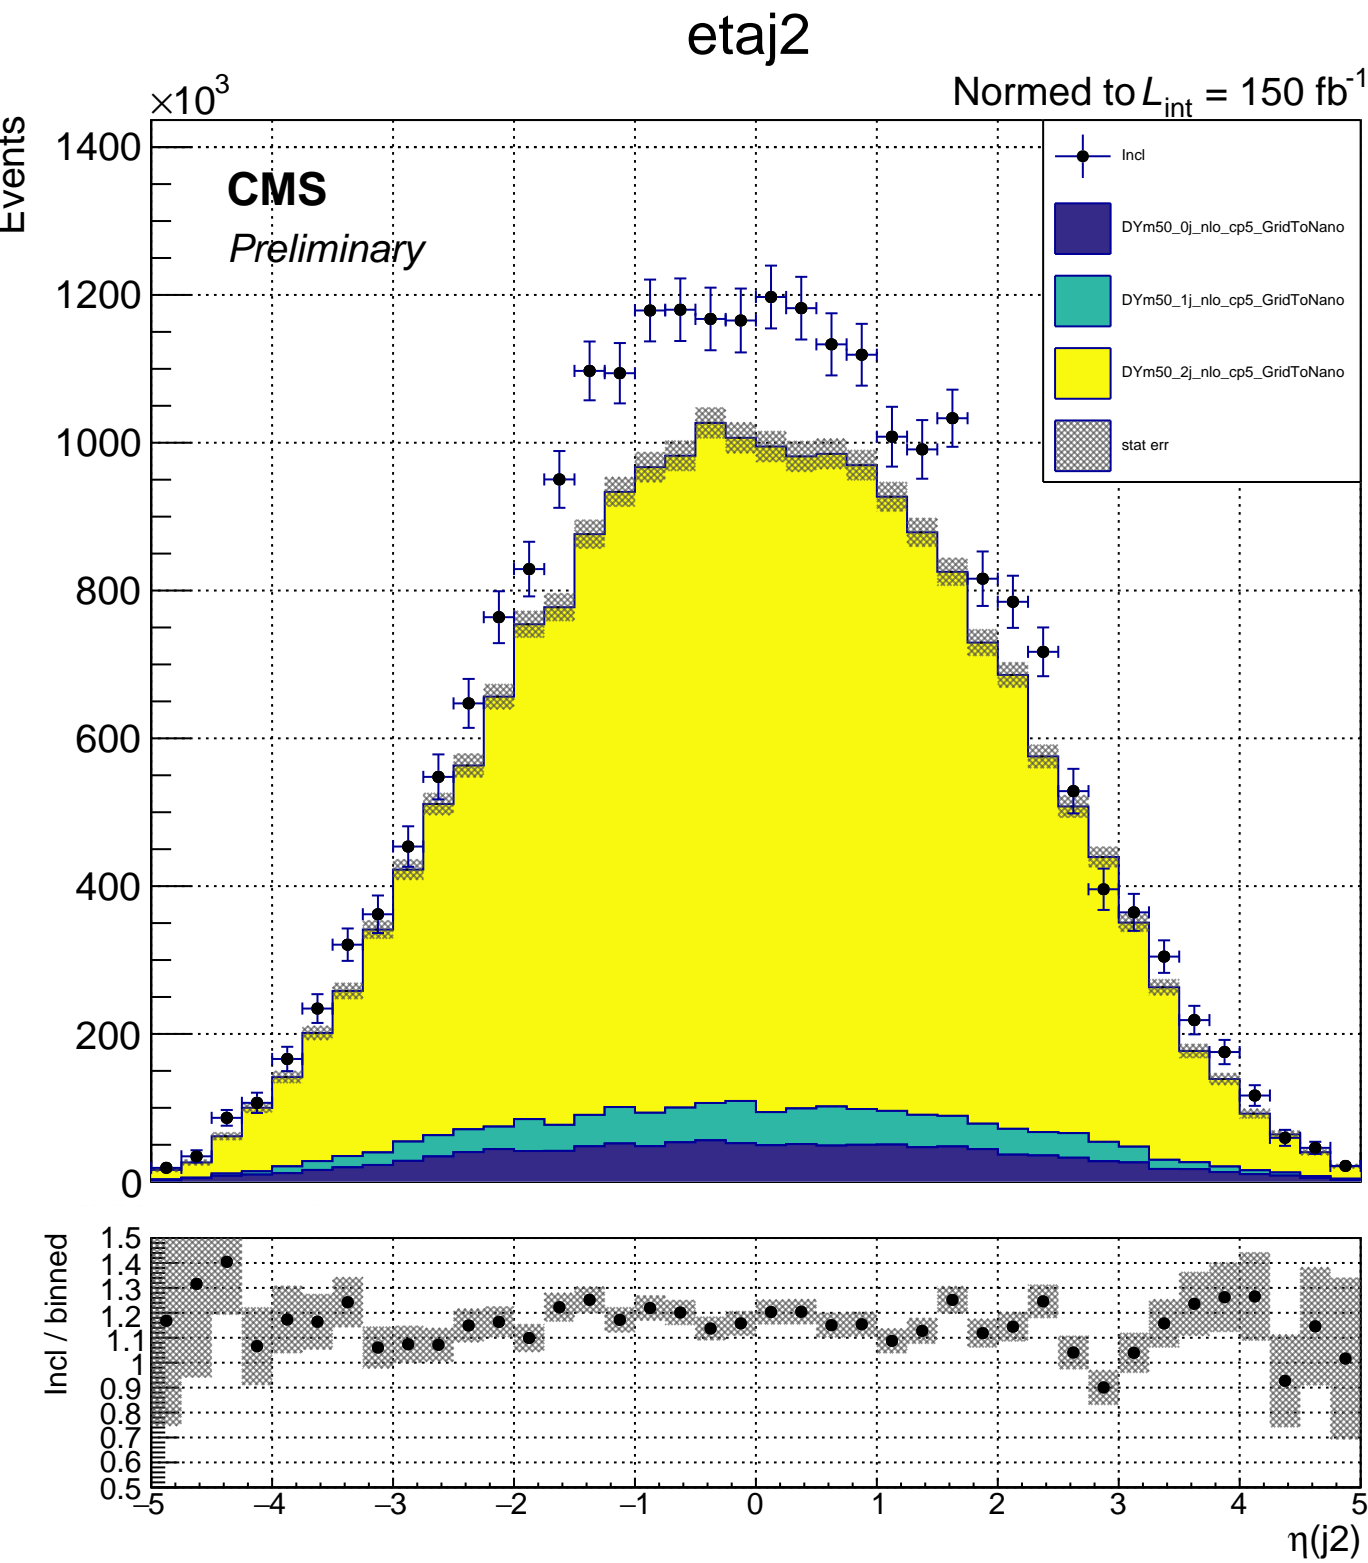 etaj2
×10³
Normed to L_int = 150 fb⁻¹
Events
CMS
Preliminary
Incl
DYm50_0j_nlo_cp5_GridToNano
DYm50_1j_nlo_cp5_GridToNano
DYm50_2j_nlo_cp5_GridToNano
stat err
1400
1200
1000
800
600
400
200
0
Incl / binned
1.5
1.4
1.3
1.2
1.1
1
0.9
0.8
0.7
0.6
0.5
−5 −4 −3 −2 −1 0 1 2 3 4 5
η(j2)